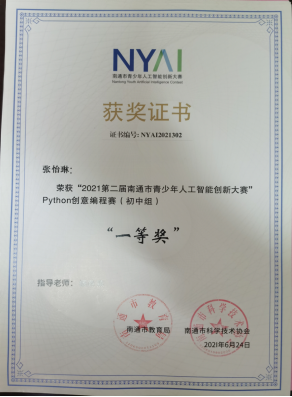 NYAI
南通市青少年人工智能创新大赛
Nantong Youth Artificial Intelligence Contest
获奖证书
证书编号: NYAI2021302
张怡琳:
荣获“2021第二届南通市青少年人工智能创新大赛”
Python创意编程赛(初中组)
“一等奖”
指导老师:
南通市教育局 南通市科学技术协会
2021年6月24日